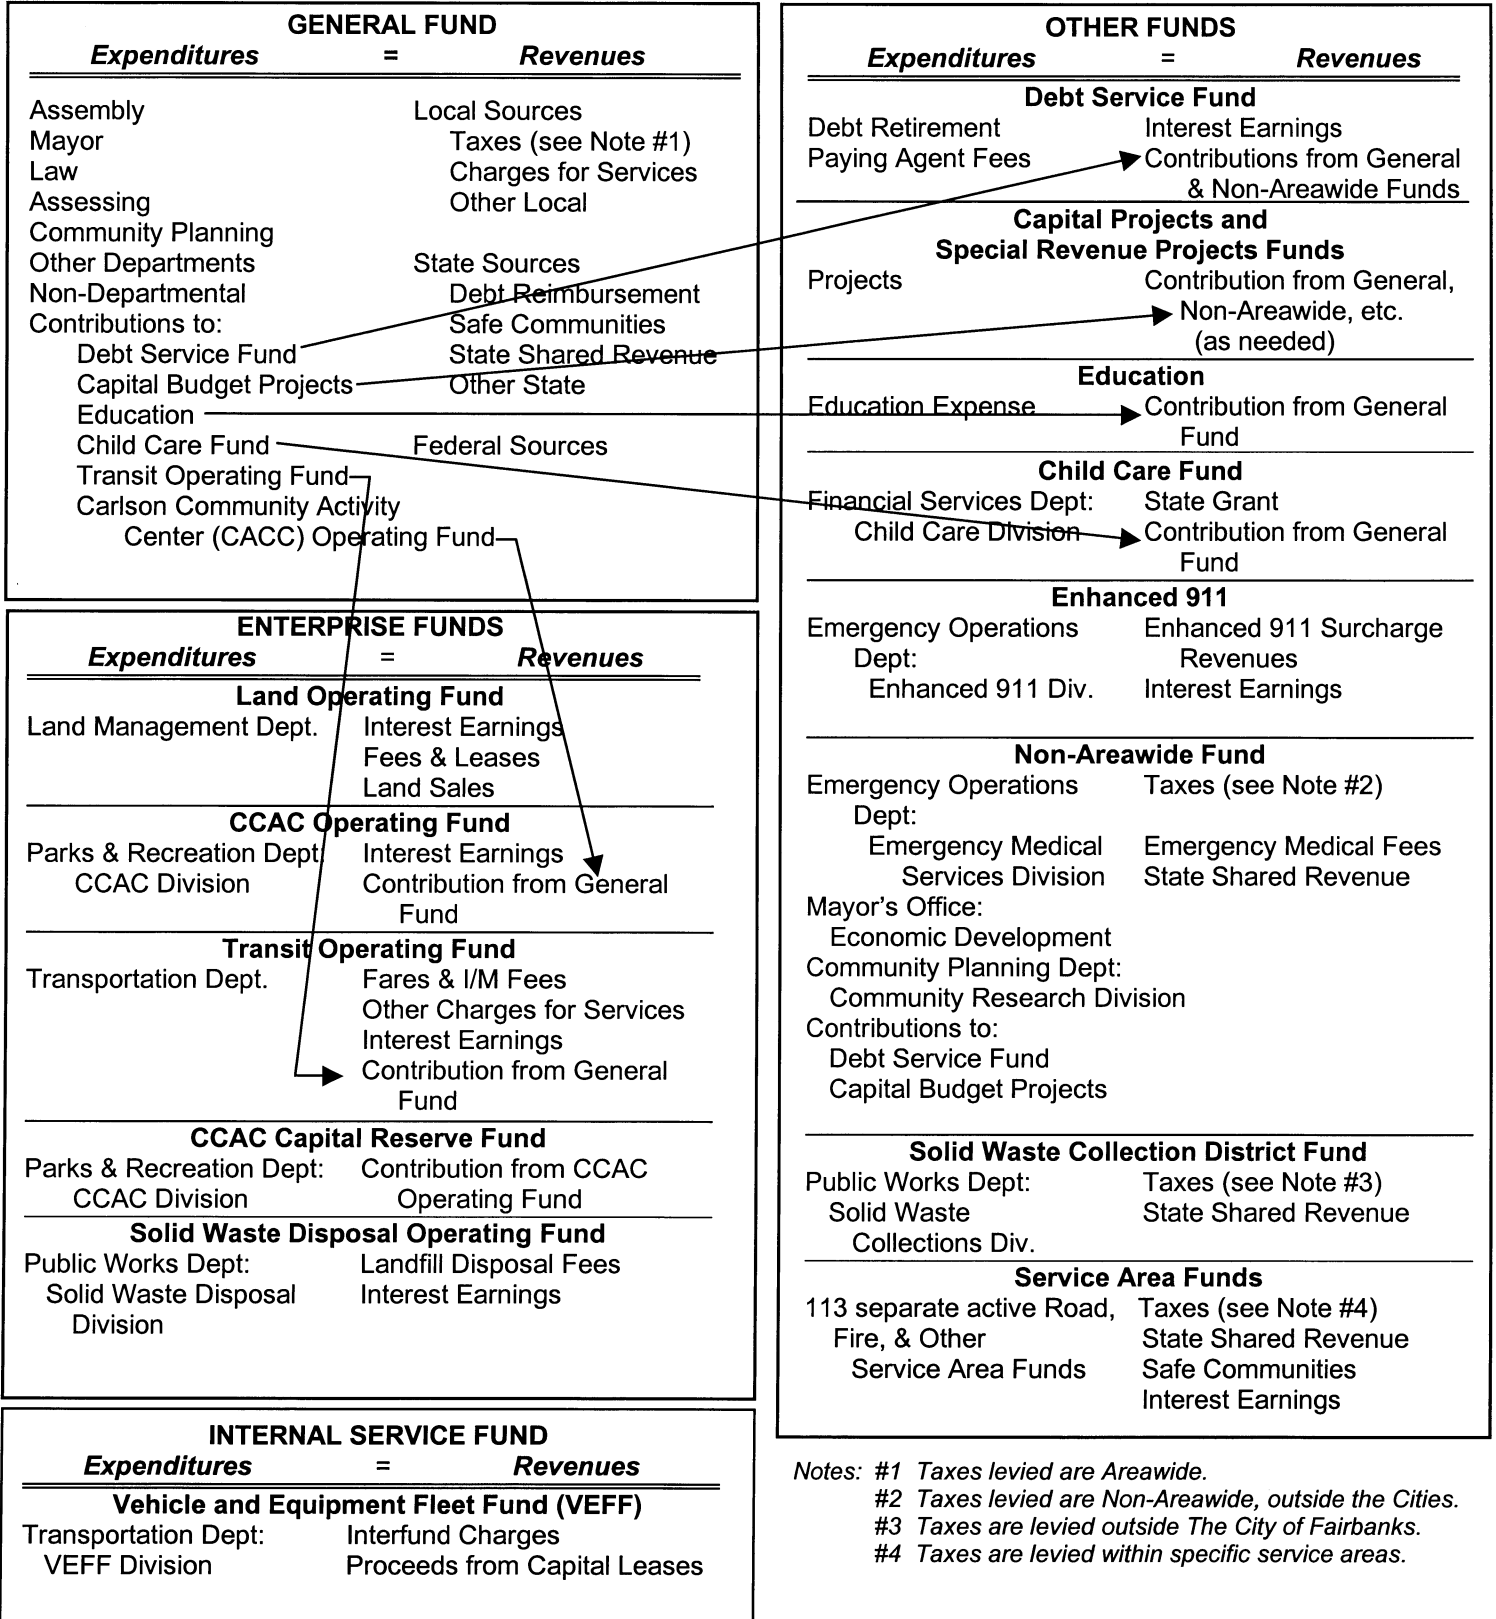 GENERAL FUND
Expenditures = Revenues
Assembly Local Sources
Mayor Taxes (see Note #1)
Law Charges for Services
Assessing Other Local
Community Planning
Other Departments State Sources
Non-Departmental Debt Reimbursement
Contributions to: Safe Communities
Debt Service Fund State Shared Revenue
Capital Budget Projects Other State
Education
Child Care Fund Federal Sources
Transit Operating Fund
Carlson Community Activity
Center (CACC) Operating Fund
ENTERPRISE FUNDS
Expenditures = Revenues
Land Operating Fund
Land Management Dept. Interest Earnings
Fees & Leases
Land Sales
CCAC Operating Fund
Parks & Recreation Dept: Interest Earnings
CCAC Division Contribution from General
Fund
Transit Operating Fund
Transportation Dept. Fares & I/M Fees
Other Charges for Services
Interest Earnings
Contribution from General
Fund
CCAC Capital Reserve Fund
Parks & Recreation Dept: Contribution from CCAC
CCAC Division Operating Fund
Solid Waste Disposal Operating Fund
Public Works Dept: Landfill Disposal Fees
Solid Waste Disposal Interest Earnings
Division
INTERNAL SERVICE FUND
Expenditures = Revenues
Vehicle and Equipment Fleet Fund (VEFF)
Transportation Dept: Interfund Charges
VEFF Division Proceeds from Capital Leases
OTHER FUNDS
Expenditures = Revenues
Debt Service Fund
Debt Retirement Interest Earnings
Paying Agent Fees Contributions from General
& Non-Areawide Funds
Capital Projects and
Special Revenue Projects Funds
Projects Contribution from General,
Non-Areawide, etc.
(as needed)
Education
Education Expense Contribution from General
Fund
Child Care Fund
Financial Services Dept: State Grant
Child Care Division Contribution from General
Fund
Enhanced 911
Emergency Operations Enhanced 911 Surcharge
Dept: Revenues
Enhanced 911 Div. Interest Earnings
Non-Areawide Fund
Emergency Operations Taxes (see Note #2)
Dept:
Emergency Medical Emergency Medical Fees
Services Division State Shared Revenue
Mayor's Office:
Economic Development
Community Planning Dept:
Community Research Division
Contributions to:
Debt Service Fund
Capital Budget Projects
Solid Waste Collection District Fund
Public Works Dept: Taxes (see Note #3)
Solid Waste State Shared Revenue
Collections Div.
Service Area Funds
113 separate active Road, Taxes (see Note #4)
Fire, & Other State Shared Revenue
Service Area Funds Safe Communities
Interest Earnings
Notes: #1 Taxes levied are Areawide.
#2 Taxes levied are Non-Areawide, outside the Cities.
#3 Taxes are levied outside The City of Fairbanks.
#4 Taxes are levied within specific service areas.